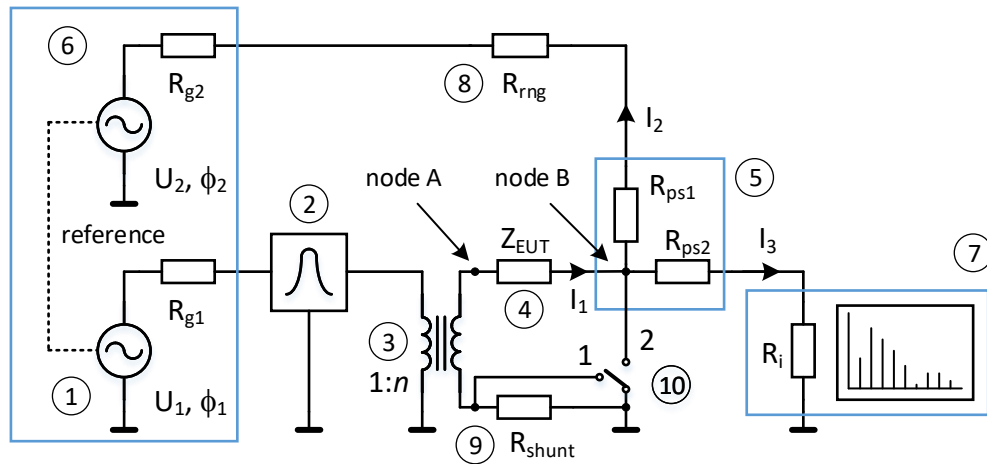 6
R_g2
8
R_rng
I_2
U_2, ϕ_2
node A
node B
R_ps1
5
2
reference
Z_EUT
R_ps2
I_3
7
R_g1
4
I_1
3
1:n
1
2
10
R_i
1
U_1, ϕ_1
9
R_shunt